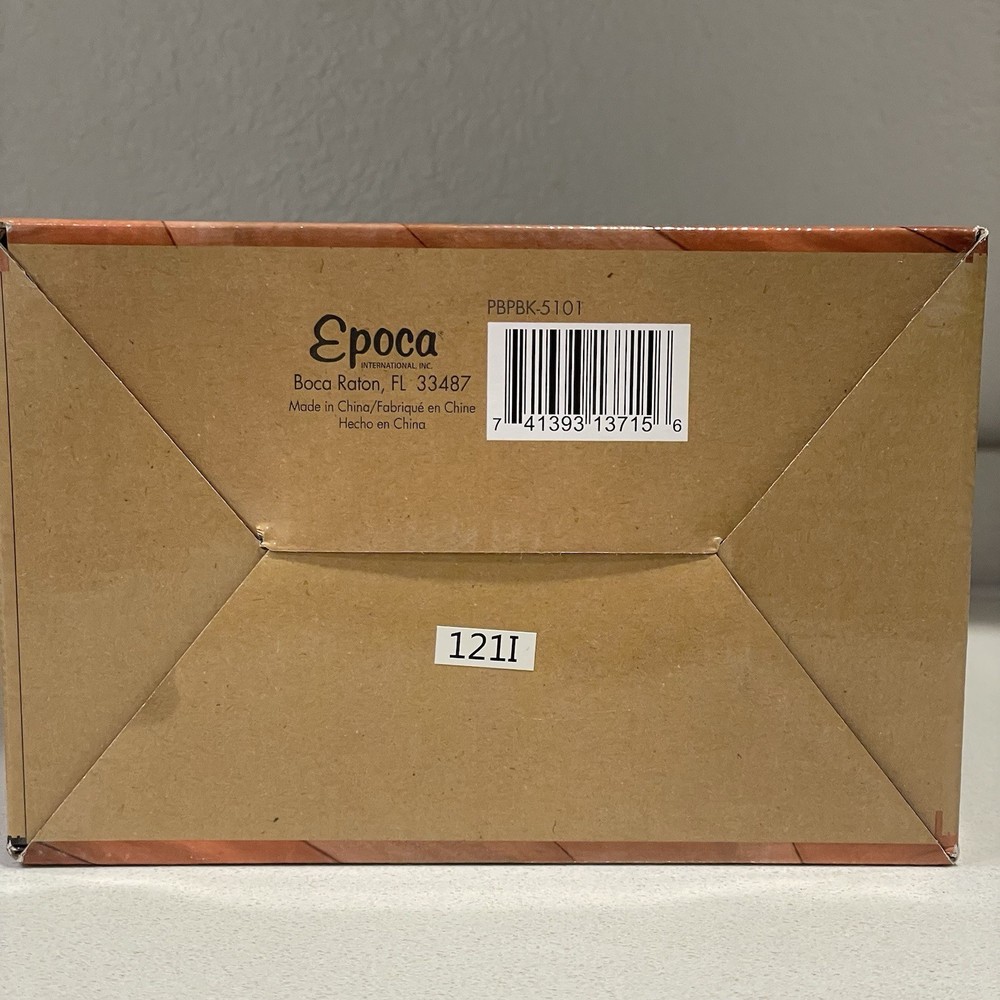 PBPBK-5101
Epoca®
INTERNATIONAL, INC.
Boca Raton, FL 33487
Made in China/Fabriqué en Chine
Hecho en China
7 41393 13715 6
121I